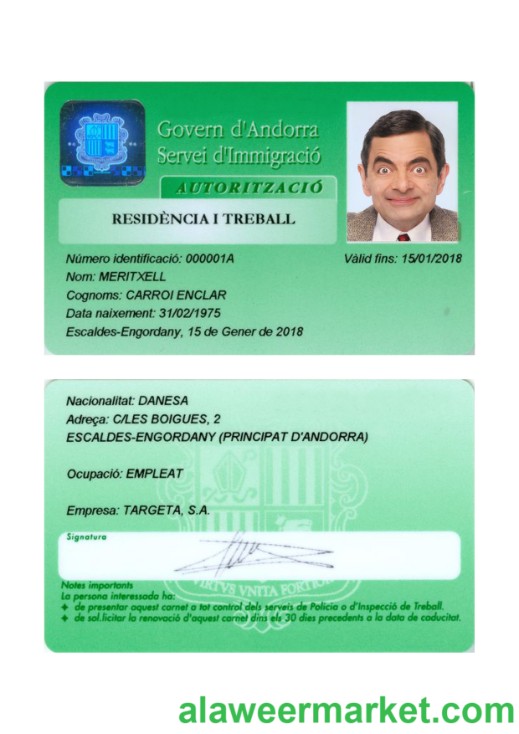 Govern d'Andorra
Servei d'Immigració
AUTORITZACIÓ
RESIDÈNCIA I TREBALL
Número identificació: 000001A
Vàlid fins: 15/01/2018
Nom: MERITXELL
Cognoms: CARROI ENCLAR
Data naixement: 31/02/1975
Escaldes-Engordany, 15 de Gener de 2018
Nacionalitat: DANESA
Adreça: C/LES BOIGUES, 2
ESCALDES-ENGORDANY (PRINCIPAT D'ANDORRA)
Ocupació: EMPLEAT
Empresa: TARGETA, S.A.
Signatura
VIRTVS VNITA FORTIOR
Notes importants
La persona interessada ha:
+ de presentar aquest carnet a tot control dels serveis de Policia o d'Inspecció de Treball.
+ de sol.licitar la renovació d'aquest carnet dins els 30 dies precedents a la data de caducitat.
alaweermarket.com